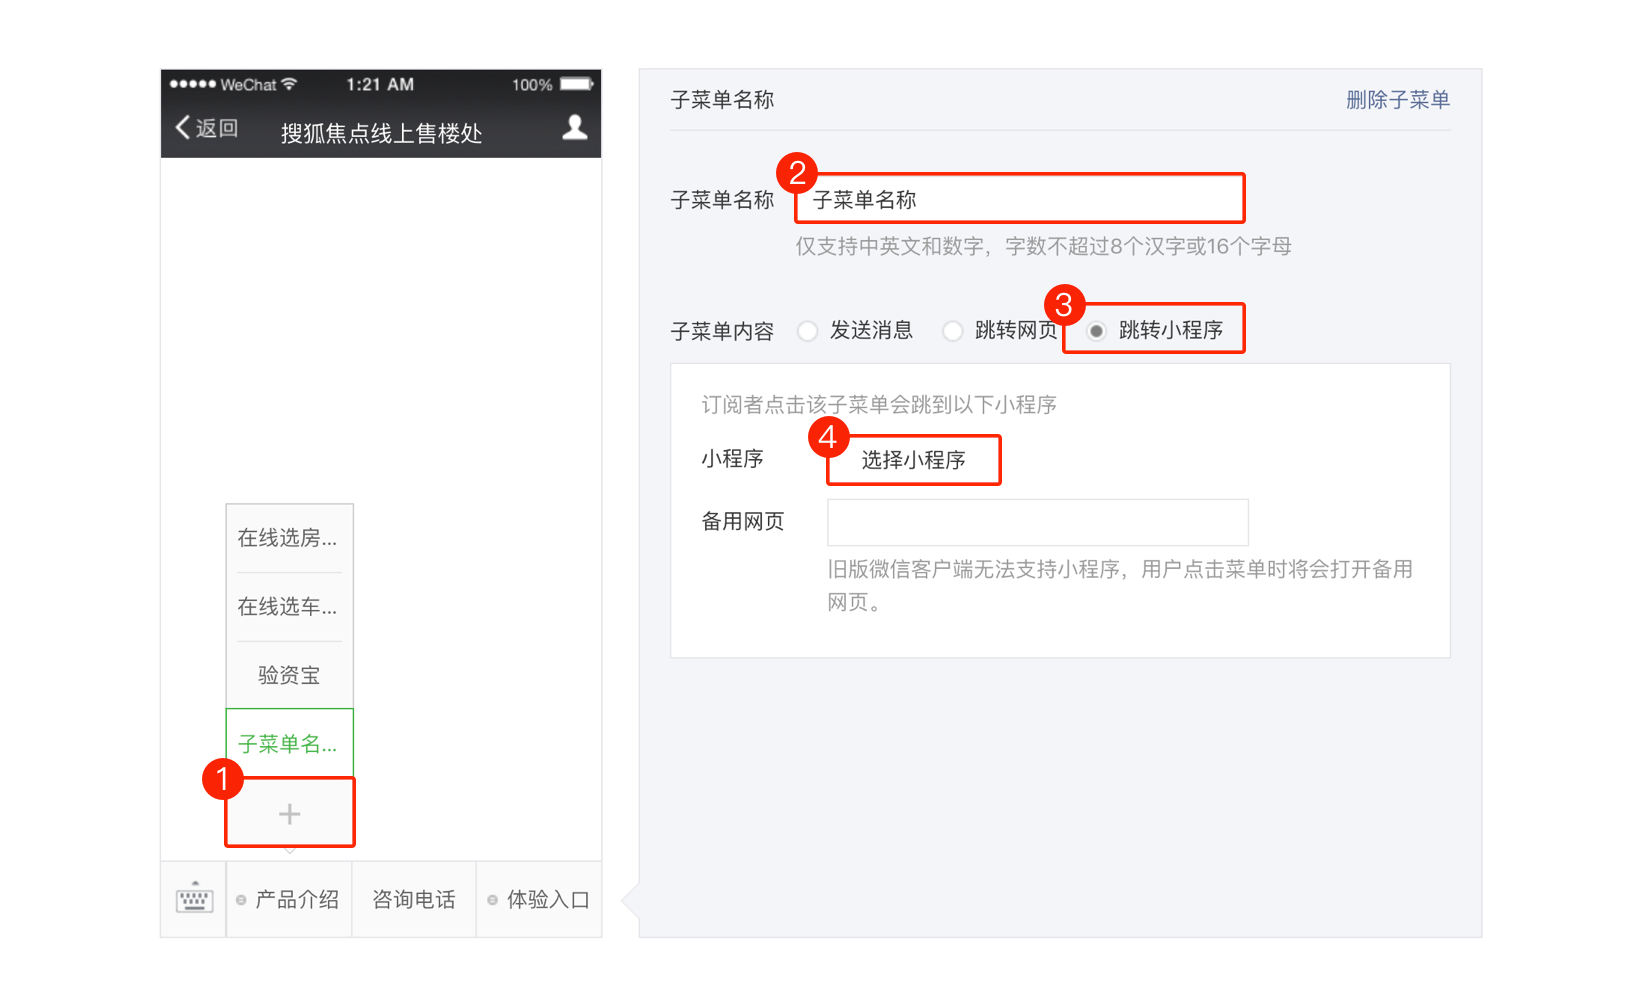 WeChat 1:21 AM 100%
返回 搜狐焦点线上售楼处
在线选房...
在线选车...
验资宝
子菜单名...
1
+
产品介绍 咨询电话 体验入口
子菜单名称 删除子菜单
2
子菜单名称 子菜单名称
仅支持中英文和数字，字数不超过8个汉字或16个字母
3
子菜单内容 发送消息 跳转网页 跳转小程序
订阅者点击该子菜单会跳到以下小程序
4
小程序 选择小程序
备用网页
旧版微信客户端无法支持小程序，用户点击菜单时将会打开备用
网页。